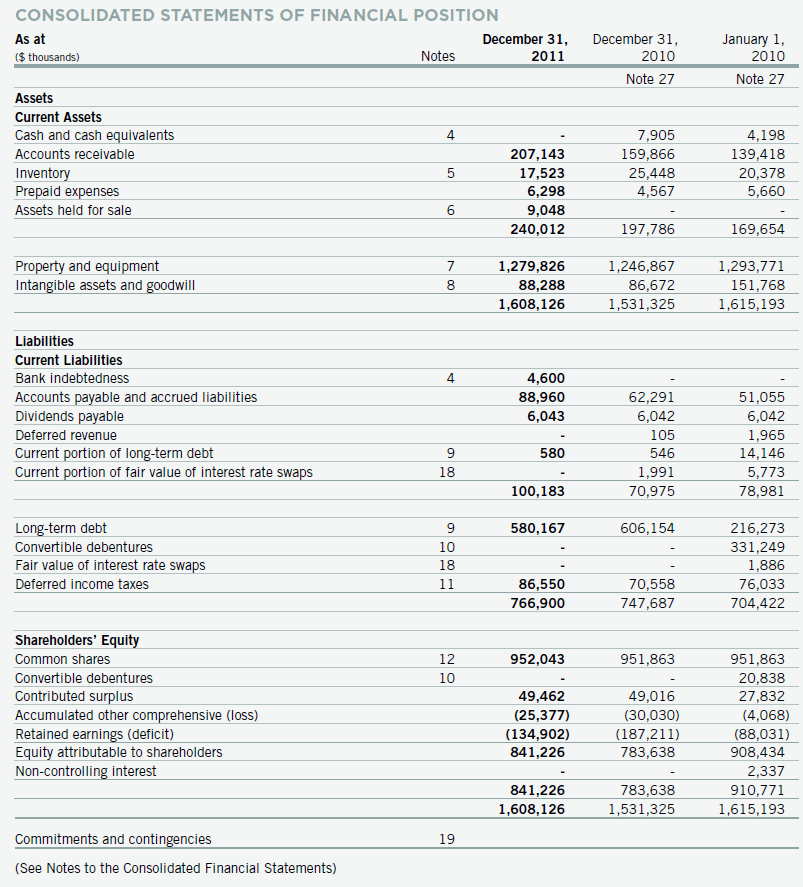 CONSOLIDATED STATEMENTS OF FINANCIAL POSITION
As at December 31, December 31, January 1,
($ thousands) Notes 2011 2010 2010
Note 27 Note 27
Assets
Current Assets
Cash and cash equivalents 4 - 7,905 4,198
Accounts receivable 207,143 159,866 139,418
Inventory 5 17,523 25,448 20,378
Prepaid expenses 6,298 4,567 5,660
Assets held for sale 6 9,048 - -
240,012 197,786 169,654
Property and equipment 7 1,279,826 1,246,867 1,293,771
Intangible assets and goodwill 8 88,288 86,672 151,768
1,608,126 1,531,325 1,615,193
Liabilities
Current Liabilities
Bank indebtedness 4 4,600 - -
Accounts payable and accrued liabilities 88,960 62,291 51,055
Dividends payable 6,043 6,042 6,042
Deferred revenue - 105 1,965
Current portion of long-term debt 9 580 546 14,146
Current portion of fair value of interest rate swaps 18 - 1,991 5,773
100,183 70,975 78,981
Long-term debt 9 580,167 606,154 216,273
Convertible debentures 10 - - 331,249
Fair value of interest rate swaps 18 - - 1,886
Deferred income taxes 11 86,550 70,558 76,033
766,900 747,687 704,422
Shareholders' Equity
Common shares 12 952,043 951,863 951,863
Convertible debentures 10 - - 20,838
Contributed surplus 49,462 49,016 27,832
Accumulated other comprehensive (loss) (25,377) (30,030) (4,068)
Retained earnings (deficit) (134,902) (187,211) (88,031)
Equity attributable to shareholders 841,226 783,638 908,434
Non-controlling interest - - 2,337
841,226 783,638 910,771
1,608,126 1,531,325 1,615,193
Commitments and contingencies 19
(See Notes to the Consolidated Financial Statements)